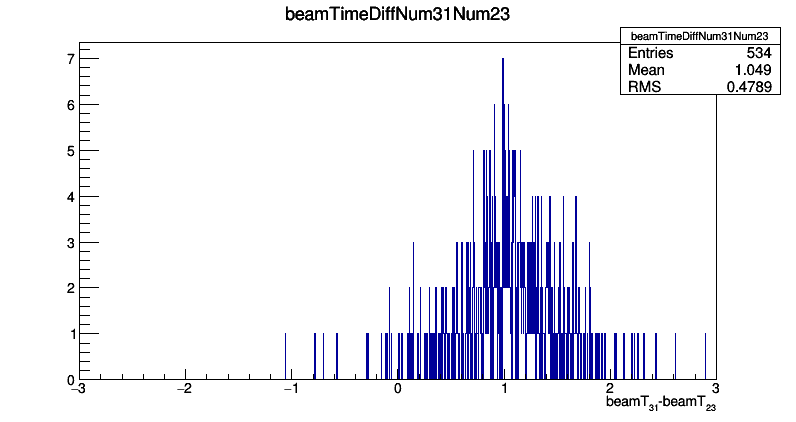 beamTimeDiffNum31Num23
beamTimeDiffNum31Num23
Entries 534
Mean 1.049
RMS 0.4789
7
6
5
4
3
2
1
0
−3 −2 −1 0 1 2 3
beamT31-beamT23